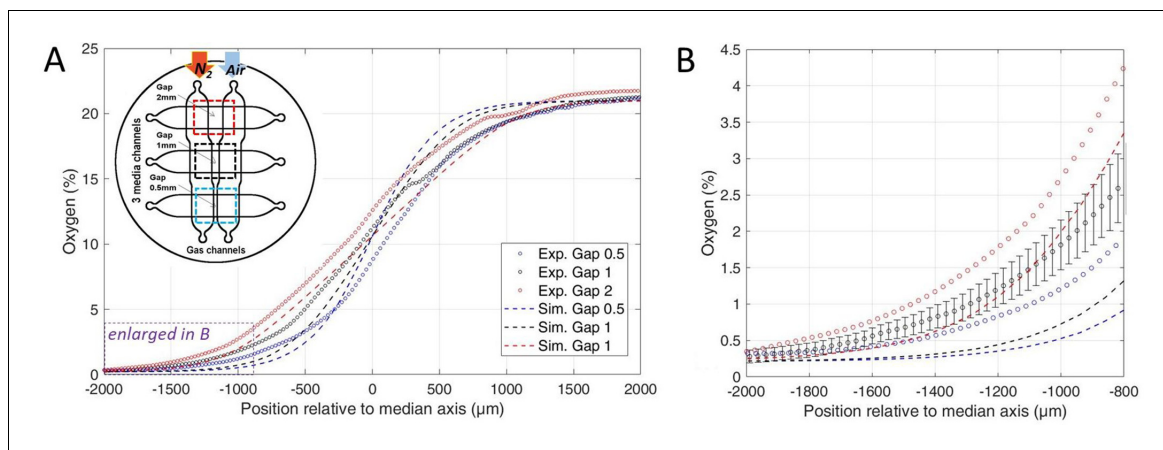 A
25
20
15
10
5
0
Oxygen (%)
-2000
-1500
-1000
-500
0
500
1000
1500
2000
Position relative to median axis (µm)
N2
Air
Gap
2mm
Gap
1mm
Gap
0.5mm
3 media channels
Gas channels
enlarged in B
Exp. Gap 0.5
Exp. Gap 1
Exp. Gap 2
Sim. Gap 0.5
Sim. Gap 1
Sim. Gap 1
B
4.5
4
3.5
3
2.5
2
1.5
1
0.5
0
Oxygen (%)
-2000
-1800
-1600
-1400
-1200
-1000
-800
Position relative to median axis (µm)